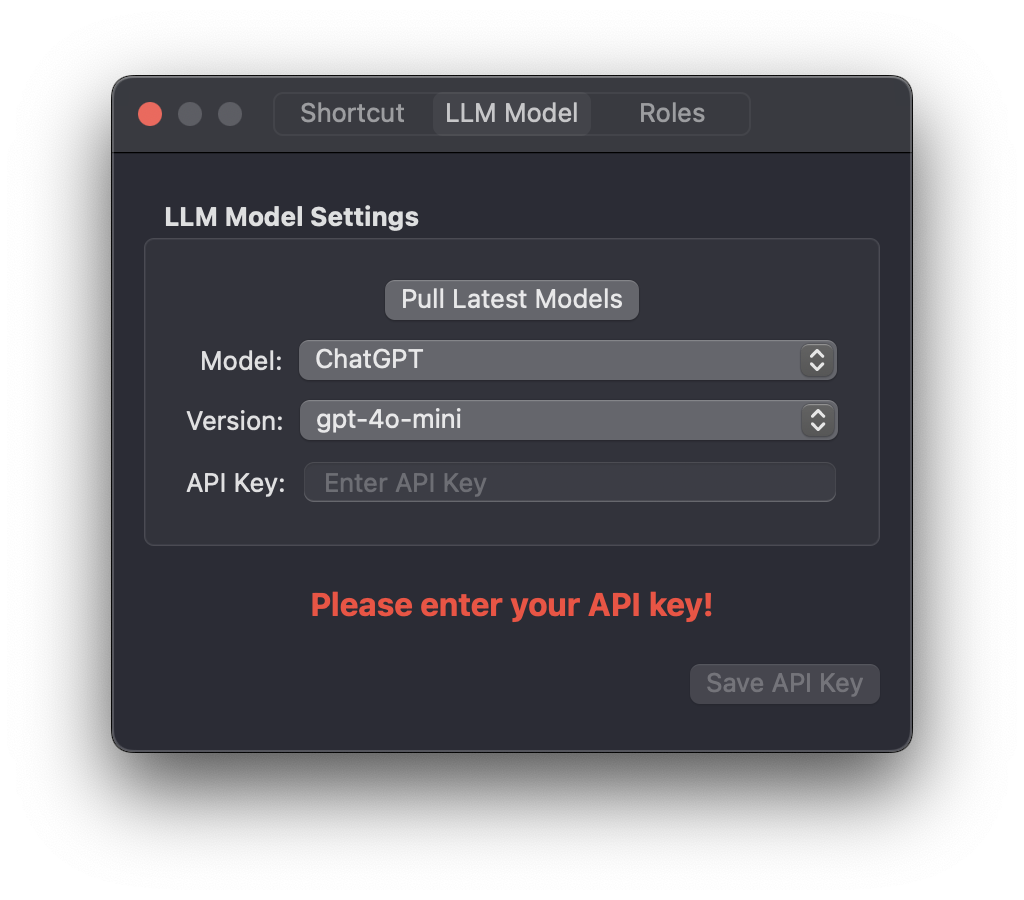 Shortcut LLM Model Roles
LLM Model Settings
Pull Latest Models
Model: ChatGPT
Version: gpt-4o-mini
API Key: Enter API Key
Please enter your API key!
Save API Key